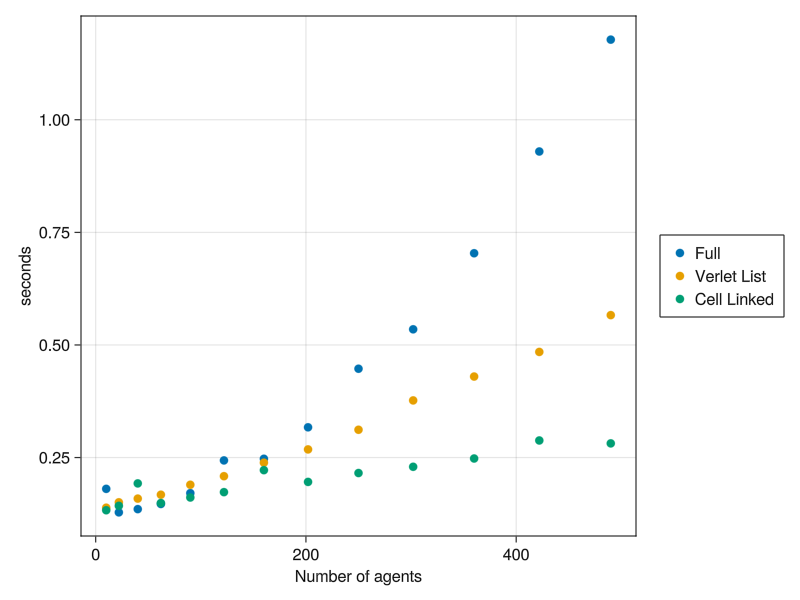 1.00
0.75
0.50
0.25
seconds
0
200
400
Number of agents
Full
Verlet List
Cell Linked